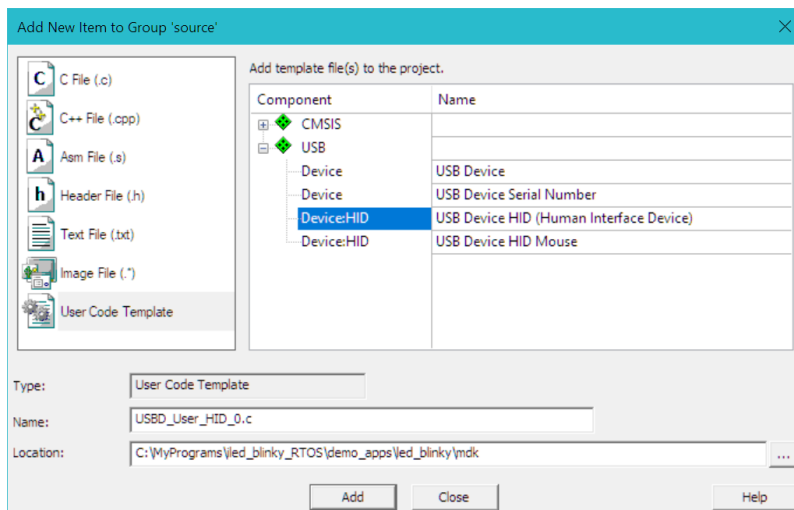 Add New Item to Group 'source'
C File (.c)
C++ File (.cpp)
Asm File (.s)
Header File (.h)
Text File (.txt)
Image File (.*)
User Code Template
Add template file(s) to the project.
Component Name
CMSIS
USB
Device USB Device
Device USB Device Serial Number
Device:HID USB Device HID (Human Interface Device)
Device:HID USB Device HID Mouse
Type: User Code Template
Name: USBD_User_HID_0.c
Location: C:\MyPrograms\led_blinky_RTOS\demo_apps\led_blinky\mdk ...
Add Close Help